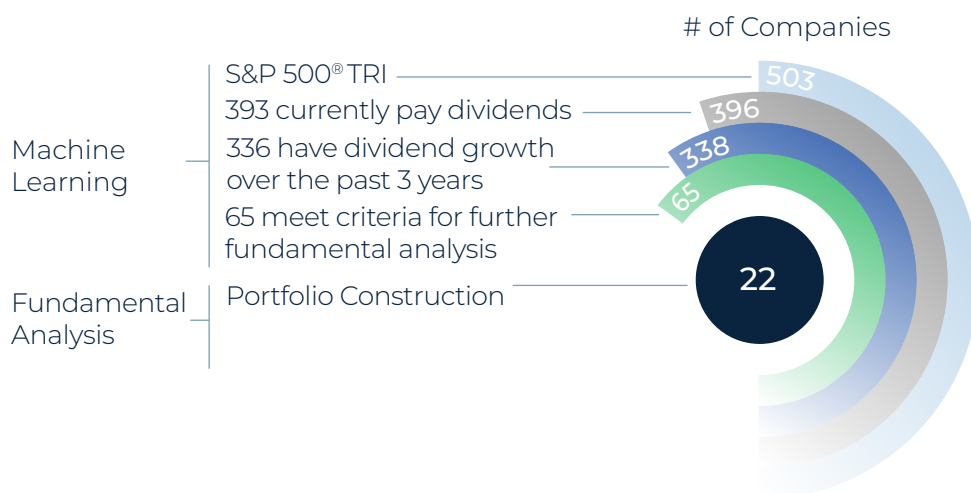 # of Companies
S&P 500® TRI
503
393 currently pay dividends
396
336 have dividend growth
over the past 3 years
338
Machine
Learning
65 meet criteria for further
fundamental analysis
65
Fundamental
Analysis
Portfolio Construction
22